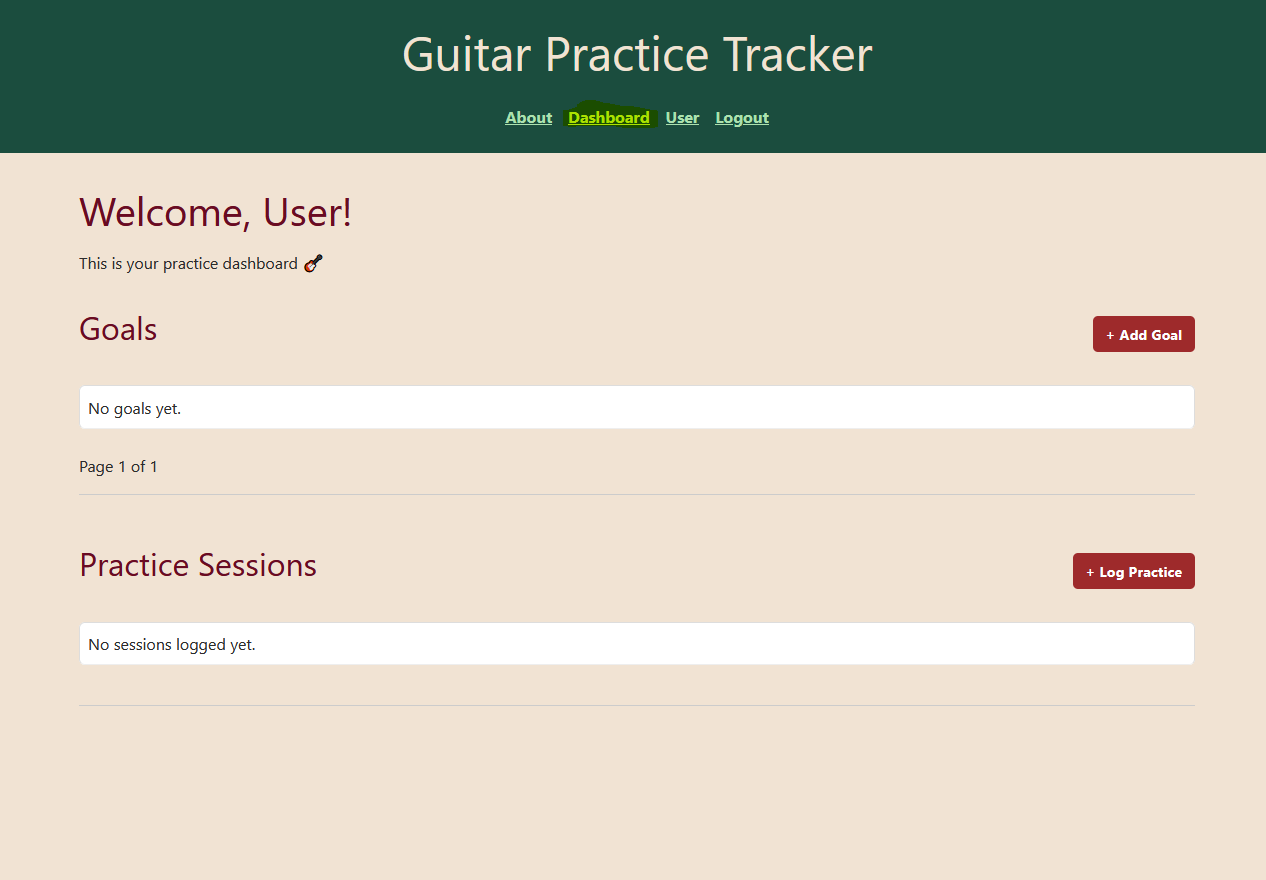 Guitar Practice Tracker
About Dashboard User Logout
Welcome, User!
This is your practice dashboard 🎸
Goals
+ Add Goal
No goals yet.
Page 1 of 1
Practice Sessions
+ Log Practice
No sessions logged yet.